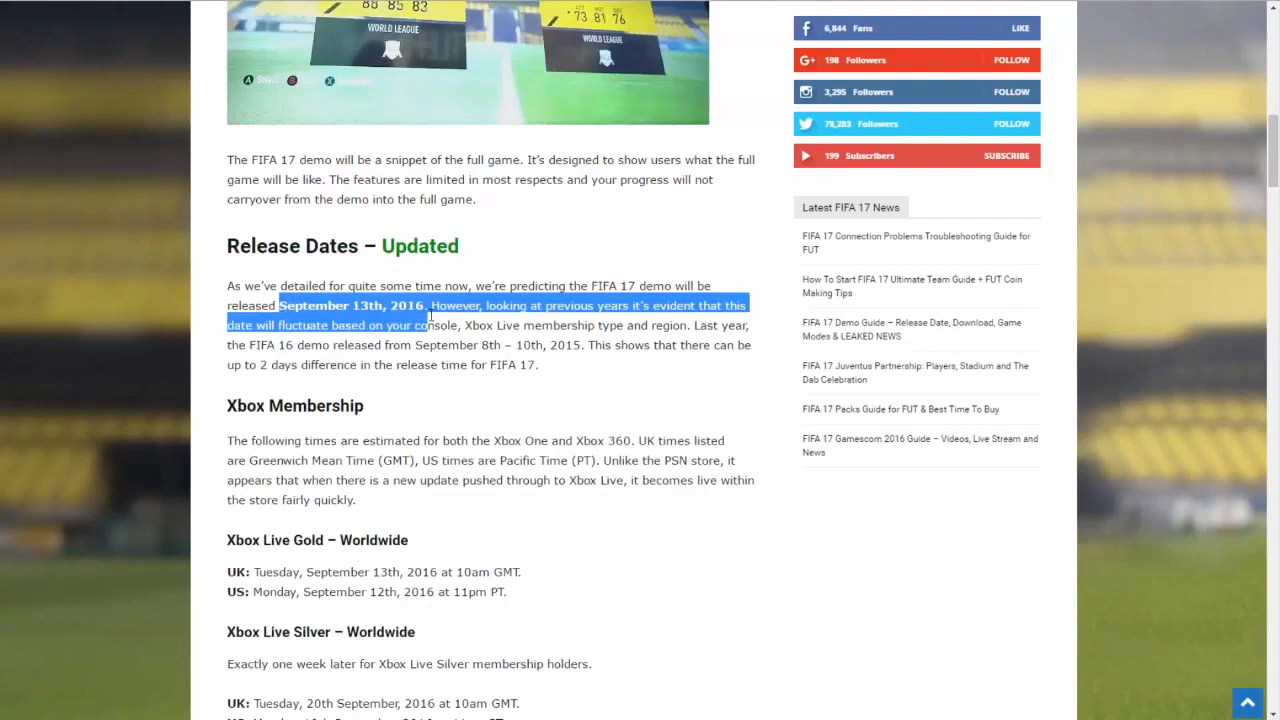 88 85 83
73 81 76
WORLD LEAGUE
WORLD LEAGUE
A Select B X
The FIFA 17 demo will be a snippet of the full game. It’s designed to show users what the full
game will be like. The features are limited in most respects and your progress will not
carryover from the demo into the full game.
Release Dates – Updated
As we’ve detailed for quite some time now, we’re predicting the FIFA 17 demo will be
released September 13th, 2016. However, looking at previous years it’s evident that this
date will fluctuate based on your console, Xbox Live membership type and region. Last year,
the FIFA 16 demo released from September 8th – 10th, 2015. This shows that there can be
up to 2 days difference in the release time for FIFA 17.
Xbox Membership
The following times are estimated for both the Xbox One and Xbox 360. UK times listed
are Greenwich Mean Time (GMT), US times are Pacific Time (PT). Unlike the PSN store, it
appears that when there is a new update pushed through to Xbox Live, it becomes live within
the store fairly quickly.
Xbox Live Gold – Worldwide
UK: Tuesday, September 13th, 2016 at 10am GMT.
US: Monday, September 12th, 2016 at 11pm PT.
Xbox Live Silver – Worldwide
Exactly one week later for Xbox Live Silver membership holders.
UK: Tuesday, 20th September, 2016 at 10am GMT.
f 6,844 Fans LIKE
G+ 198 Followers FOLLOW
3,295 Followers FOLLOW
78,283 Followers FOLLOW
199 Subscribers SUBSCRIBE
Latest FIFA 17 News
FIFA 17 Connection Problems Troubleshooting Guide for
FUT
How To Start FIFA 17 Ultimate Team Guide + FUT Coin
Making Tips
FIFA 17 Demo Guide – Release Date, Download, Game
Modes & LEAKED NEWS
FIFA 17 Juventus Partnership: Players, Stadium and The
Dab Celebration
FIFA 17 Packs Guide for FUT & Best Time To Buy
FIFA 17 Gamescom 2016 Guide – Videos, Live Stream and
News